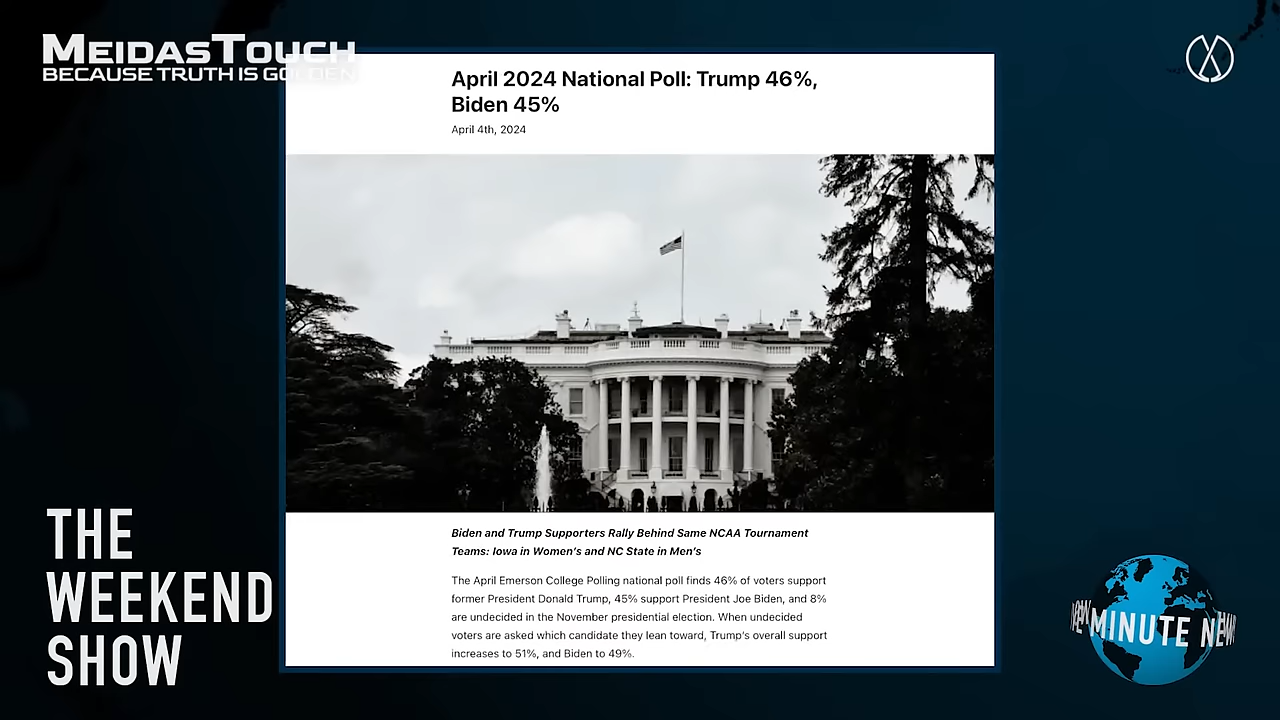 MEIDASTOUCH
BECAUSE TRUTH IS GOLDEN
April 2024 National Poll: Trump 46%,
Biden 45%
April 4th, 2024
Biden and Trump Supporters Rally Behind Same NCAA Tournament
Teams: Iowa in Women's and NC State in Men's
The April Emerson College Polling national poll finds 46% of voters support
former President Donald Trump, 45% support President Joe Biden, and 8%
are undecided in the November presidential election. When undecided
voters are asked which candidate they lean toward, Trump's overall support
increases to 51%, and Biden to 49%.
THE
WEEKEND
SHOW
MINUTE NEW